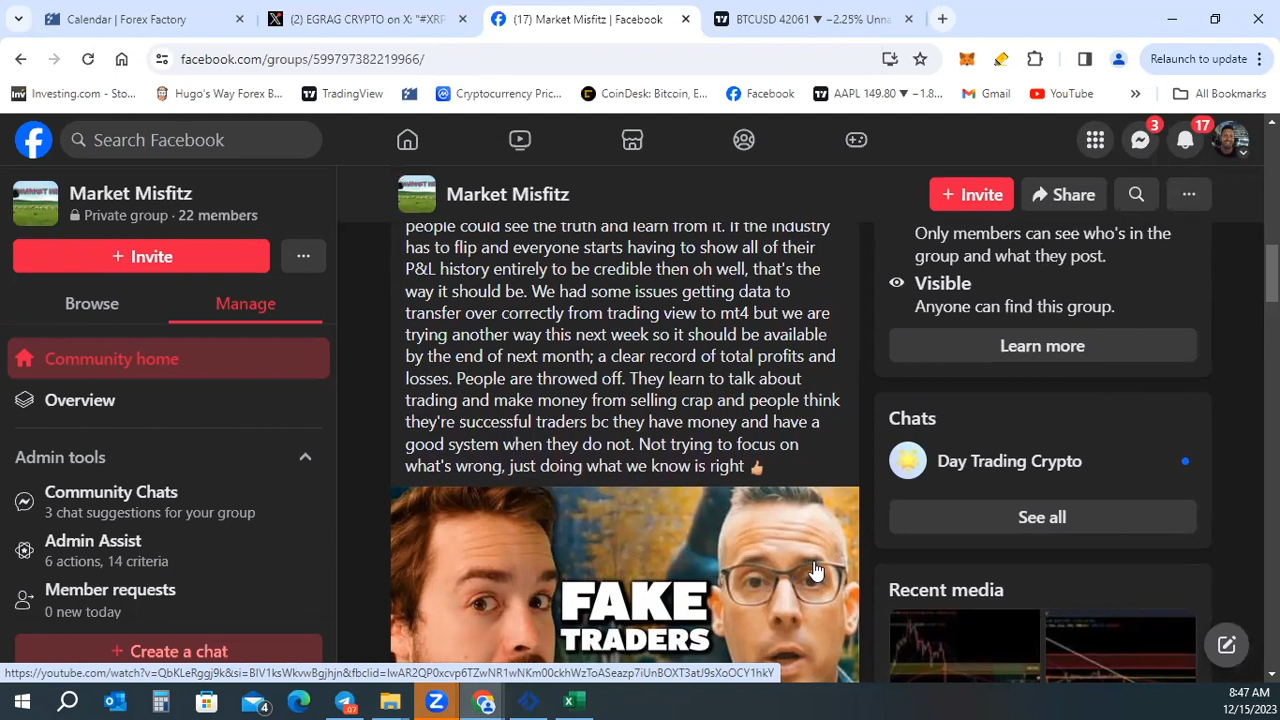 Calendar | Forex Factory
(2) EGRAG CRYPTO on X: "#XRP
(17) Market Misfitz | Facebook
BTCUSD 42061 ▼ −2.25% Unna
facebook.com/groups/599797382219966/
Relaunch to update
Investing.com - Sto...
Hugo's Way Forex B...
TradingView
Cryptocurrency Pric...
CoinDesk: Bitcoin, E...
Facebook
AAPL 149.80 ▼ −1.8...
Gmail
YouTube
All Bookmarks
Search Facebook
3
17
Market Misfitz
Private group · 22 members
+ Invite
Browse
Manage
Community home
Overview
Admin tools
Community Chats
3 chat suggestions for your group
Admin Assist
6 actions, 14 criteria
Member requests
0 new today
+ Create a chat
Market Misfitz
+ Invite
Share
people could see the truth and learn from it. If the industry
has to flip and everyone starts having to show all of their
P&L history entirely to be credible then oh well, that's the
way it should be. We had some issues getting data to
transfer over correctly from trading view to mt4 but we are
trying another way this next week so it should be available
by the end of next month; a clear record of total profits and
losses. People are throwed off. They learn to talk about
trading and make money from selling crap and people think
they're successful traders bc they have money and have a
good system when they do not. Not trying to focus on
what's wrong, just doing what we know is right 👍🏼
FAKE
TRADERS
Only members can see who's in the
group and what they post.
Visible
Anyone can find this group.
Learn more
Chats
Day Trading Crypto
See all
Recent media
https://youtube.com/watch?v=QbKLeRggj9k&si=BIV1ksWkvwBgjhjn&fbclid=IwAR2QP0xcvp6TZwNR1wNKm00ckhWzToASeazp7iUnBOXT3atJ9sXoOCY1hkY
4
07
8:47 AM
12/15/2023